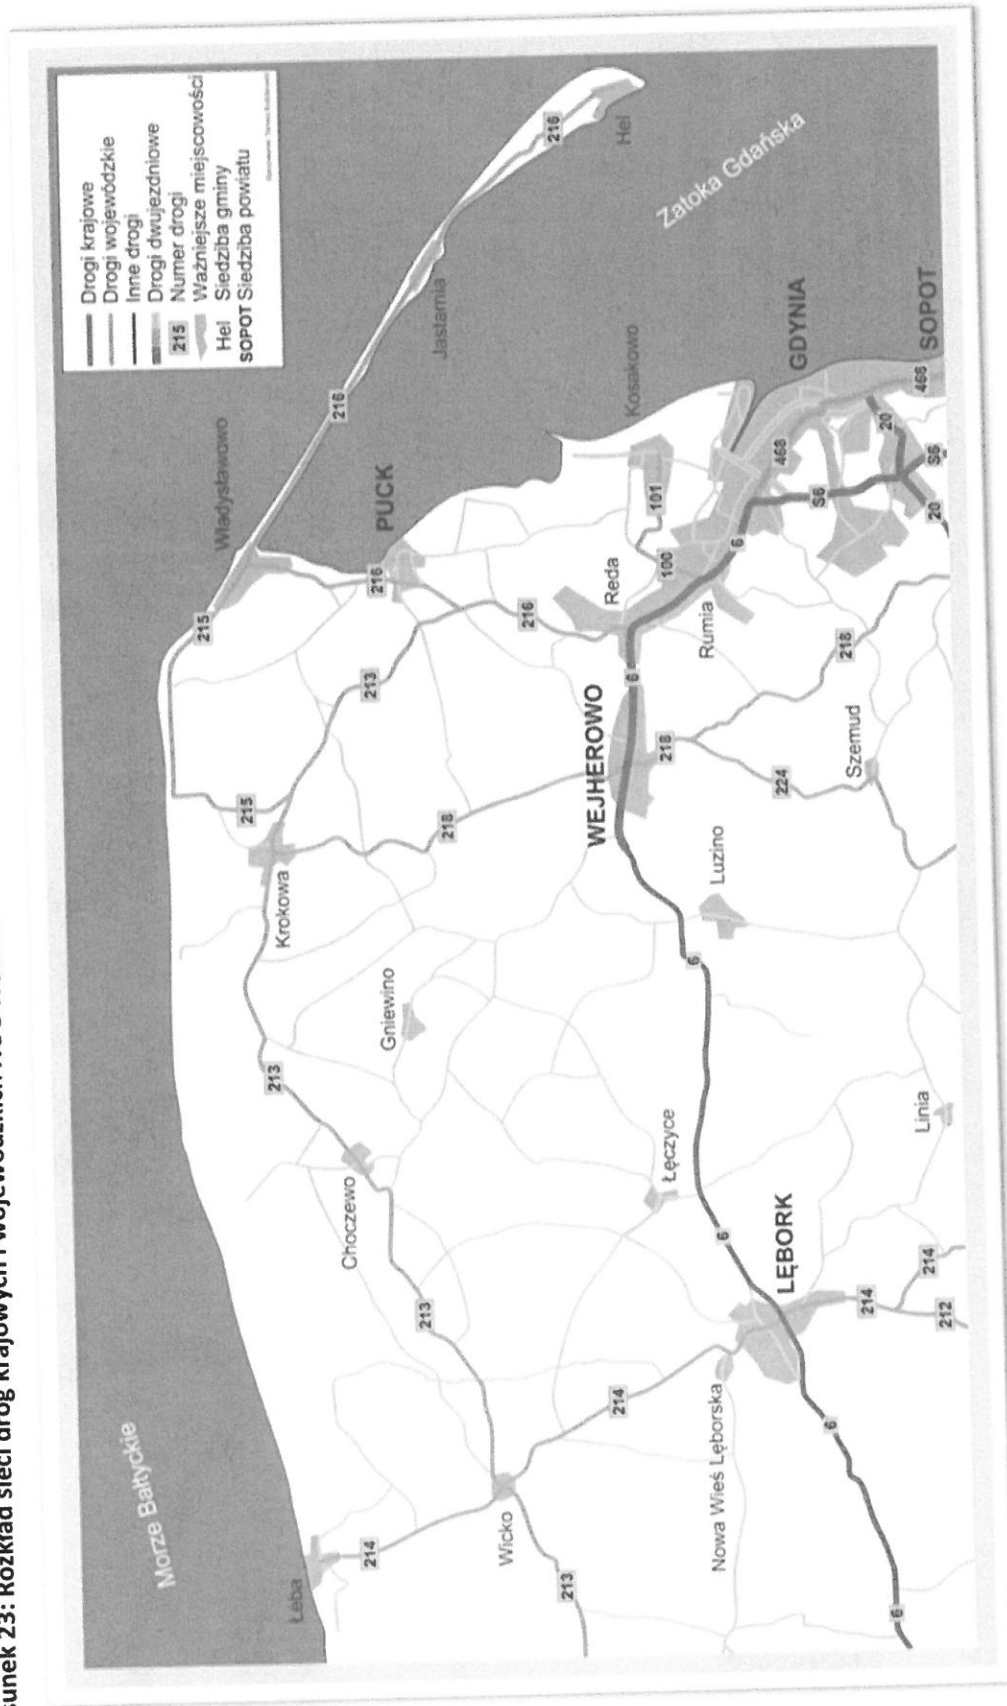 Rozkład sieci dróg krajowych i wojewódzkich
23:
Drogi krajowe
Drogi wojewódzkie
Inne drogi
Drogi dwujezdniowe
215 Numer drogi
Ważniejsze miejscowości
Hel Siedziba gminy
SOPOT Siedziba powiatu
Morze Bałtyckie
Zatoka Gdańska
Łeba
214
Wicko
213
214
Nowa Wieś Lęborska
6
6
LĘBORK
214
214
212
6
213
Choczewo
213
Łęczyce
Linia
Gniewino
6
Krokowa
215
218
Luzino
WEJHEROWO
218
224
Szemud
218
6
213
215
Władysławowo
216
PUCK
216
Reda
Rumia
100
101
6
S6
20
S6
20
468
468
Kosakowo
GDYNIA
SOPOT
216
Jastarnia
216
Hel